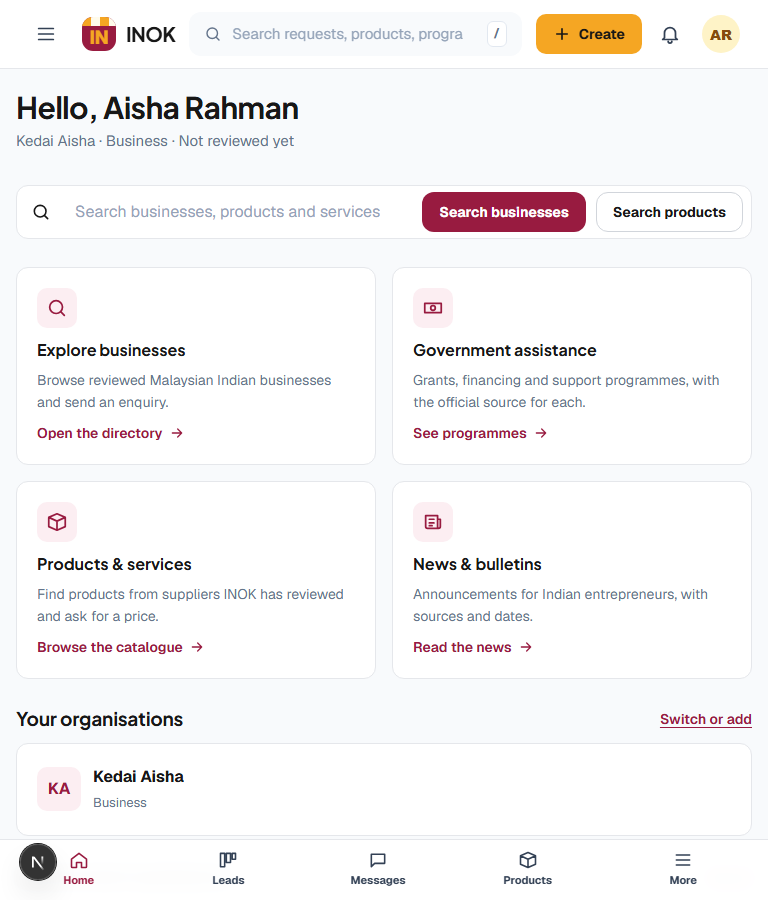 IN INOK
Search requests, products, progra
/
Create
AR
Hello, Aisha Rahman
Kedai Aisha · Business · Not reviewed yet
Search businesses, products and services
Search businesses
Search products
Explore businesses
Browse reviewed Malaysian Indian businesses
and send an enquiry.
Open the directory →
Government assistance
Grants, financing and support programmes, with
the official source for each.
See programmes →
Products & services
Find products from suppliers INOK has reviewed
and ask for a price.
Browse the catalogue →
News & bulletins
Announcements for Indian entrepreneurs, with
sources and dates.
Read the news →
Your organisations
Switch or add
KA
Kedai Aisha
Business
N
Home
Leads
Messages
Products
More